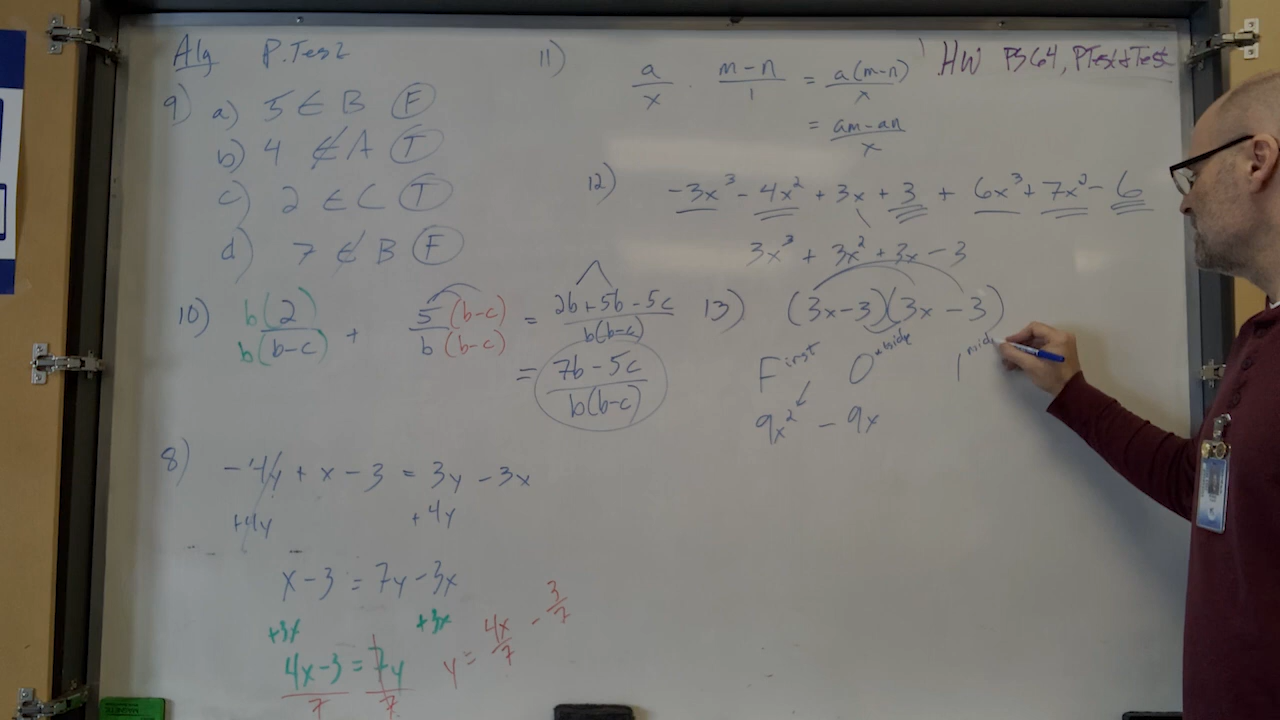 Alg P.Test
9) a) 5 ∈ B (F)
b) 4 ∉ A (T)
c) 2 ∈ C (T)
d) 7 ∉ B (F)
10) b(2)/b(b-c) + 5(b-c)/b(b-c) = 2b+5b-5c/b(b-c)
= 7b-5c/b(b-c)
8) -4y + x - 3 = 3y - 3x
+4y +4y
x-3 = 7y-3x
+3x +3x
4x-3 = 7y
7 7
y = 4x/7 - 3/7
11) a/x · m-n/1 = a(m-n)/x
= am-an/x
HW PS64, PTest+Test
12) -3x³ - 4x² + 3x + 3 + 6x³ + 7x² - 6
3x³ + 3x² + 3x - 3
13) (3x-3)(3x-3)
First Outside Insid
9x² - 9x